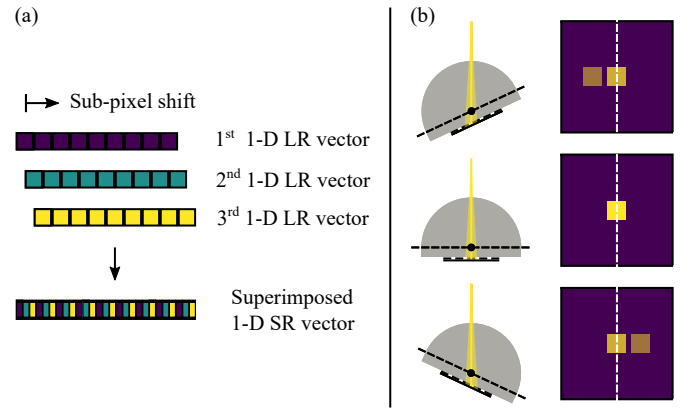 (a)
Sub-pixel shift
1st 1-D LR vector
2nd 1-D LR vector
3rd 1-D LR vector
Superimposed
1-D SR vector
(b)